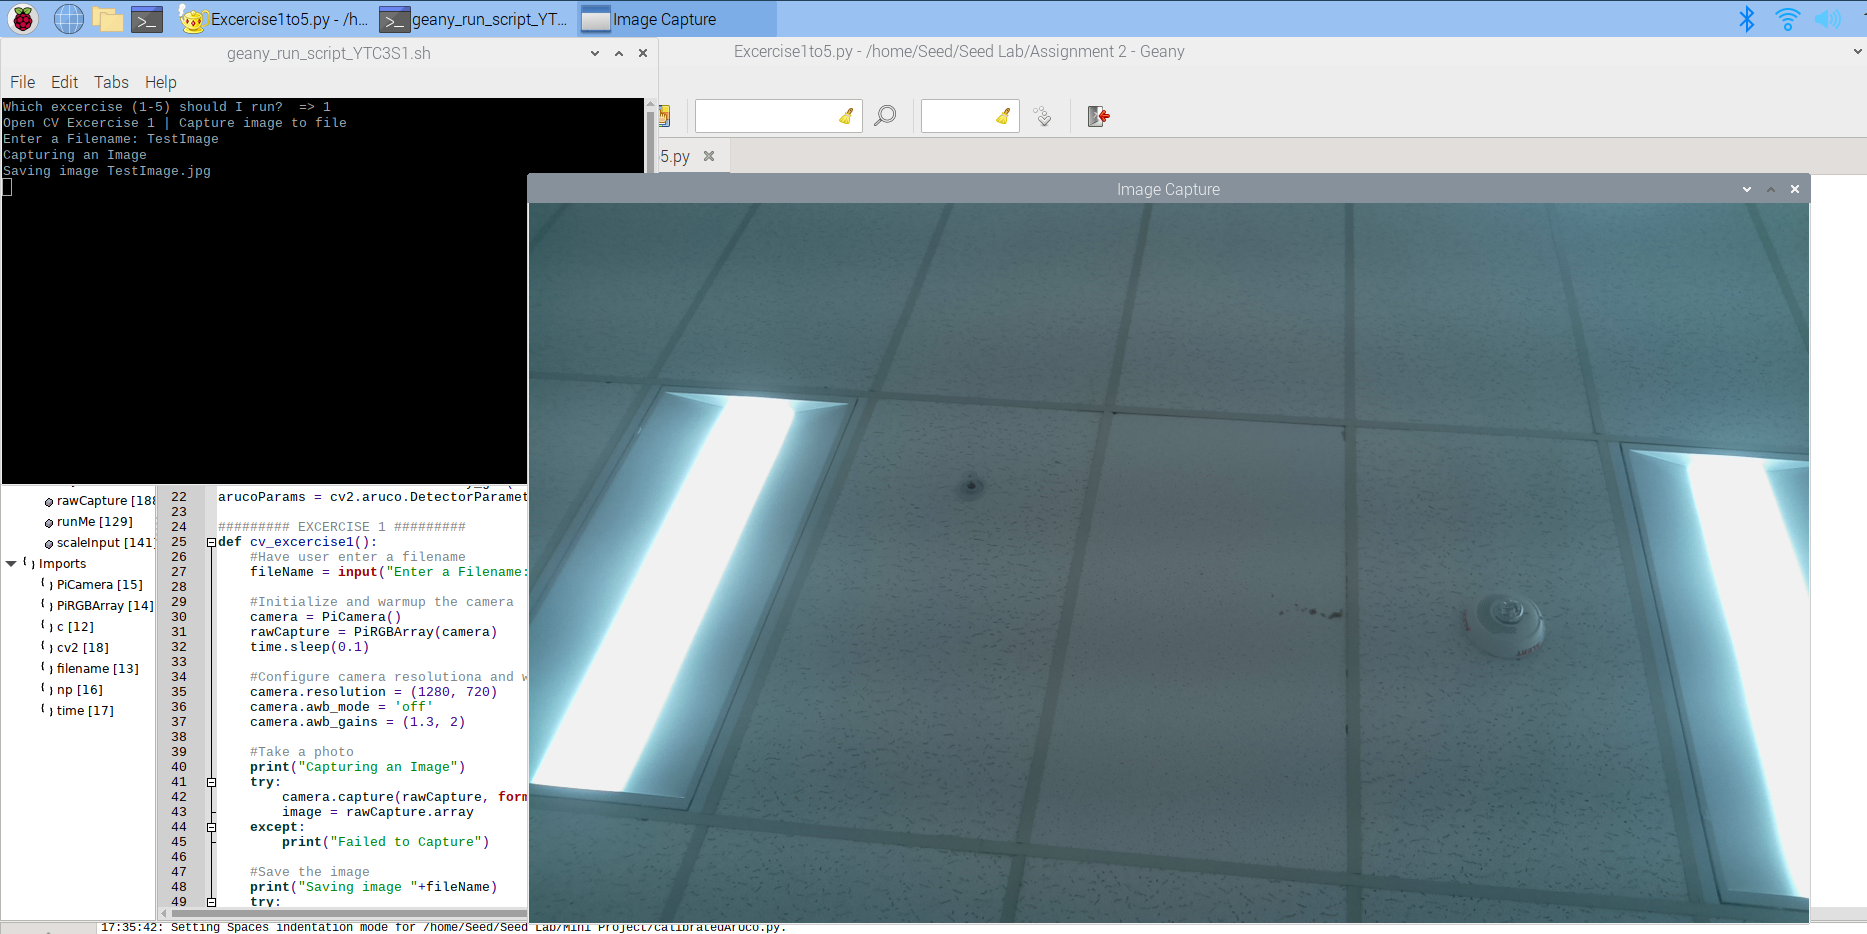 Excercise1to5.py - /h...
geany_run_script_YT...
Image Capture
geany_run_script_YTC3S1.sh
Excercise1to5.py - /home/Seed/Seed Lab/Assignment 2 - Geany
File Edit Tabs Help
Which excercise (1-5) should I run?  => 1
Open CV Excercise 1 | Capture image to file
Enter a Filename: TestImage
Capturing an Image
Saving image TestImage.jpg
5.py
Image Capture
rawCapture [188
runMe [129]
scaleInput [141]
Imports
PiCamera [15]
PiRGBArray [14]
c [12]
cv2 [18]
filename [13]
np [16]
time [17]
22 arucoParams = cv2.aruco.DetectorParamet
23
24 ######### EXCERCISE 1 #########
25 def cv_excercise1():
26 #Have user enter a filename
27 fileName = input("Enter a Filename:
28
29 #Initialize and warmup the camera
30 camera = PiCamera()
31 rawCapture = PiRGBArray(camera)
32 time.sleep(0.1)
33
34 #Configure camera resolutiona and w
35 camera.resolution = (1280, 720)
36 camera.awb_mode = 'off'
37 camera.awb_gains = (1.3, 2)
38
39 #Take a photo
40 print("Capturing an Image")
41 try:
42 camera.capture(rawCapture, form
43 image = rawCapture.array
44 except:
45 print("Failed to Capture")
46
47 #Save the image
48 print("Saving image "+fileName)
49 try:
17:35:42: Setting Spaces indentation mode for /home/Seed/Seed Lab/Mini Project/calibratedAruco.py.